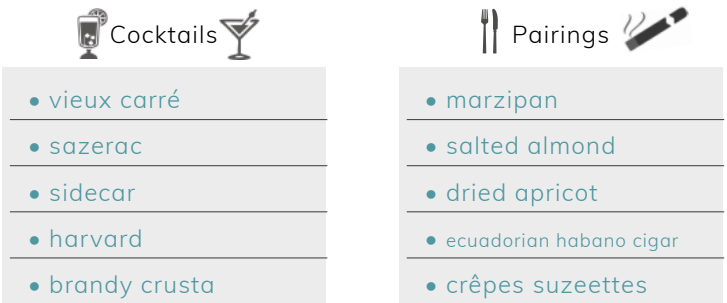 Cocktails
• vieux carré
• sazerac
• sidecar
• harvard
• brandy crusta
Pairings
• marzipan
• salted almond
• dried apricot
• ecuadorian habano cigar
• crêpes suzeettes